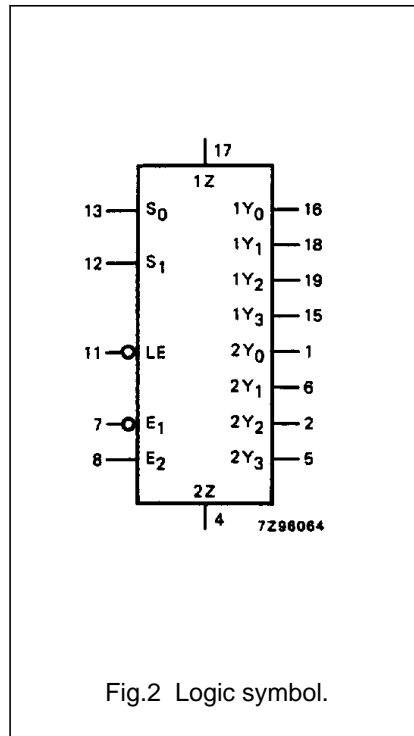 17
1Z
13 S0 1Y0 16
1Y1 18
12 S1
1Y2 19
1Y3 15
11 LE 2Y0 1
2Y1 6
7 E1 2Y2 2
8 E2 2Y3 5
2Z
4 7Z96064
Fig.2 Logic symbol.